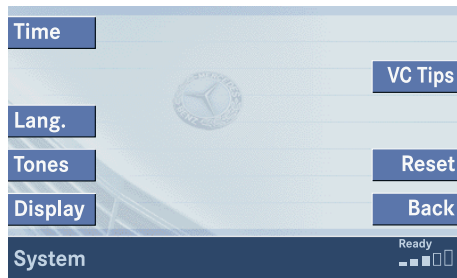 Time
VC Tips
Lang.
Tones
Reset
Display
Back
System
Ready